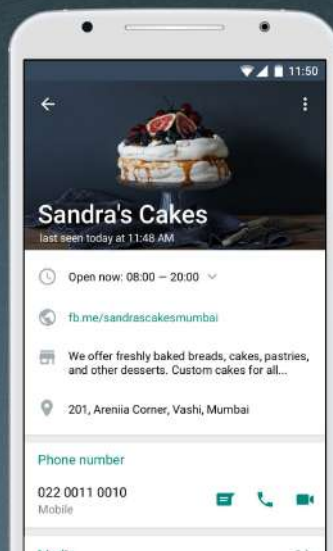 11:50
Sandra's Cakes
last seen today at 11:48 AM
Open now: 08:00 – 20:00
fb.me/sandrascakesmumbai
We offer freshly baked breads, cakes, pastries,
and other desserts. Custom cakes for all...
201, Areniia Corner, Vashi, Mumbai
Phone number
022 0011 0010
Mobile